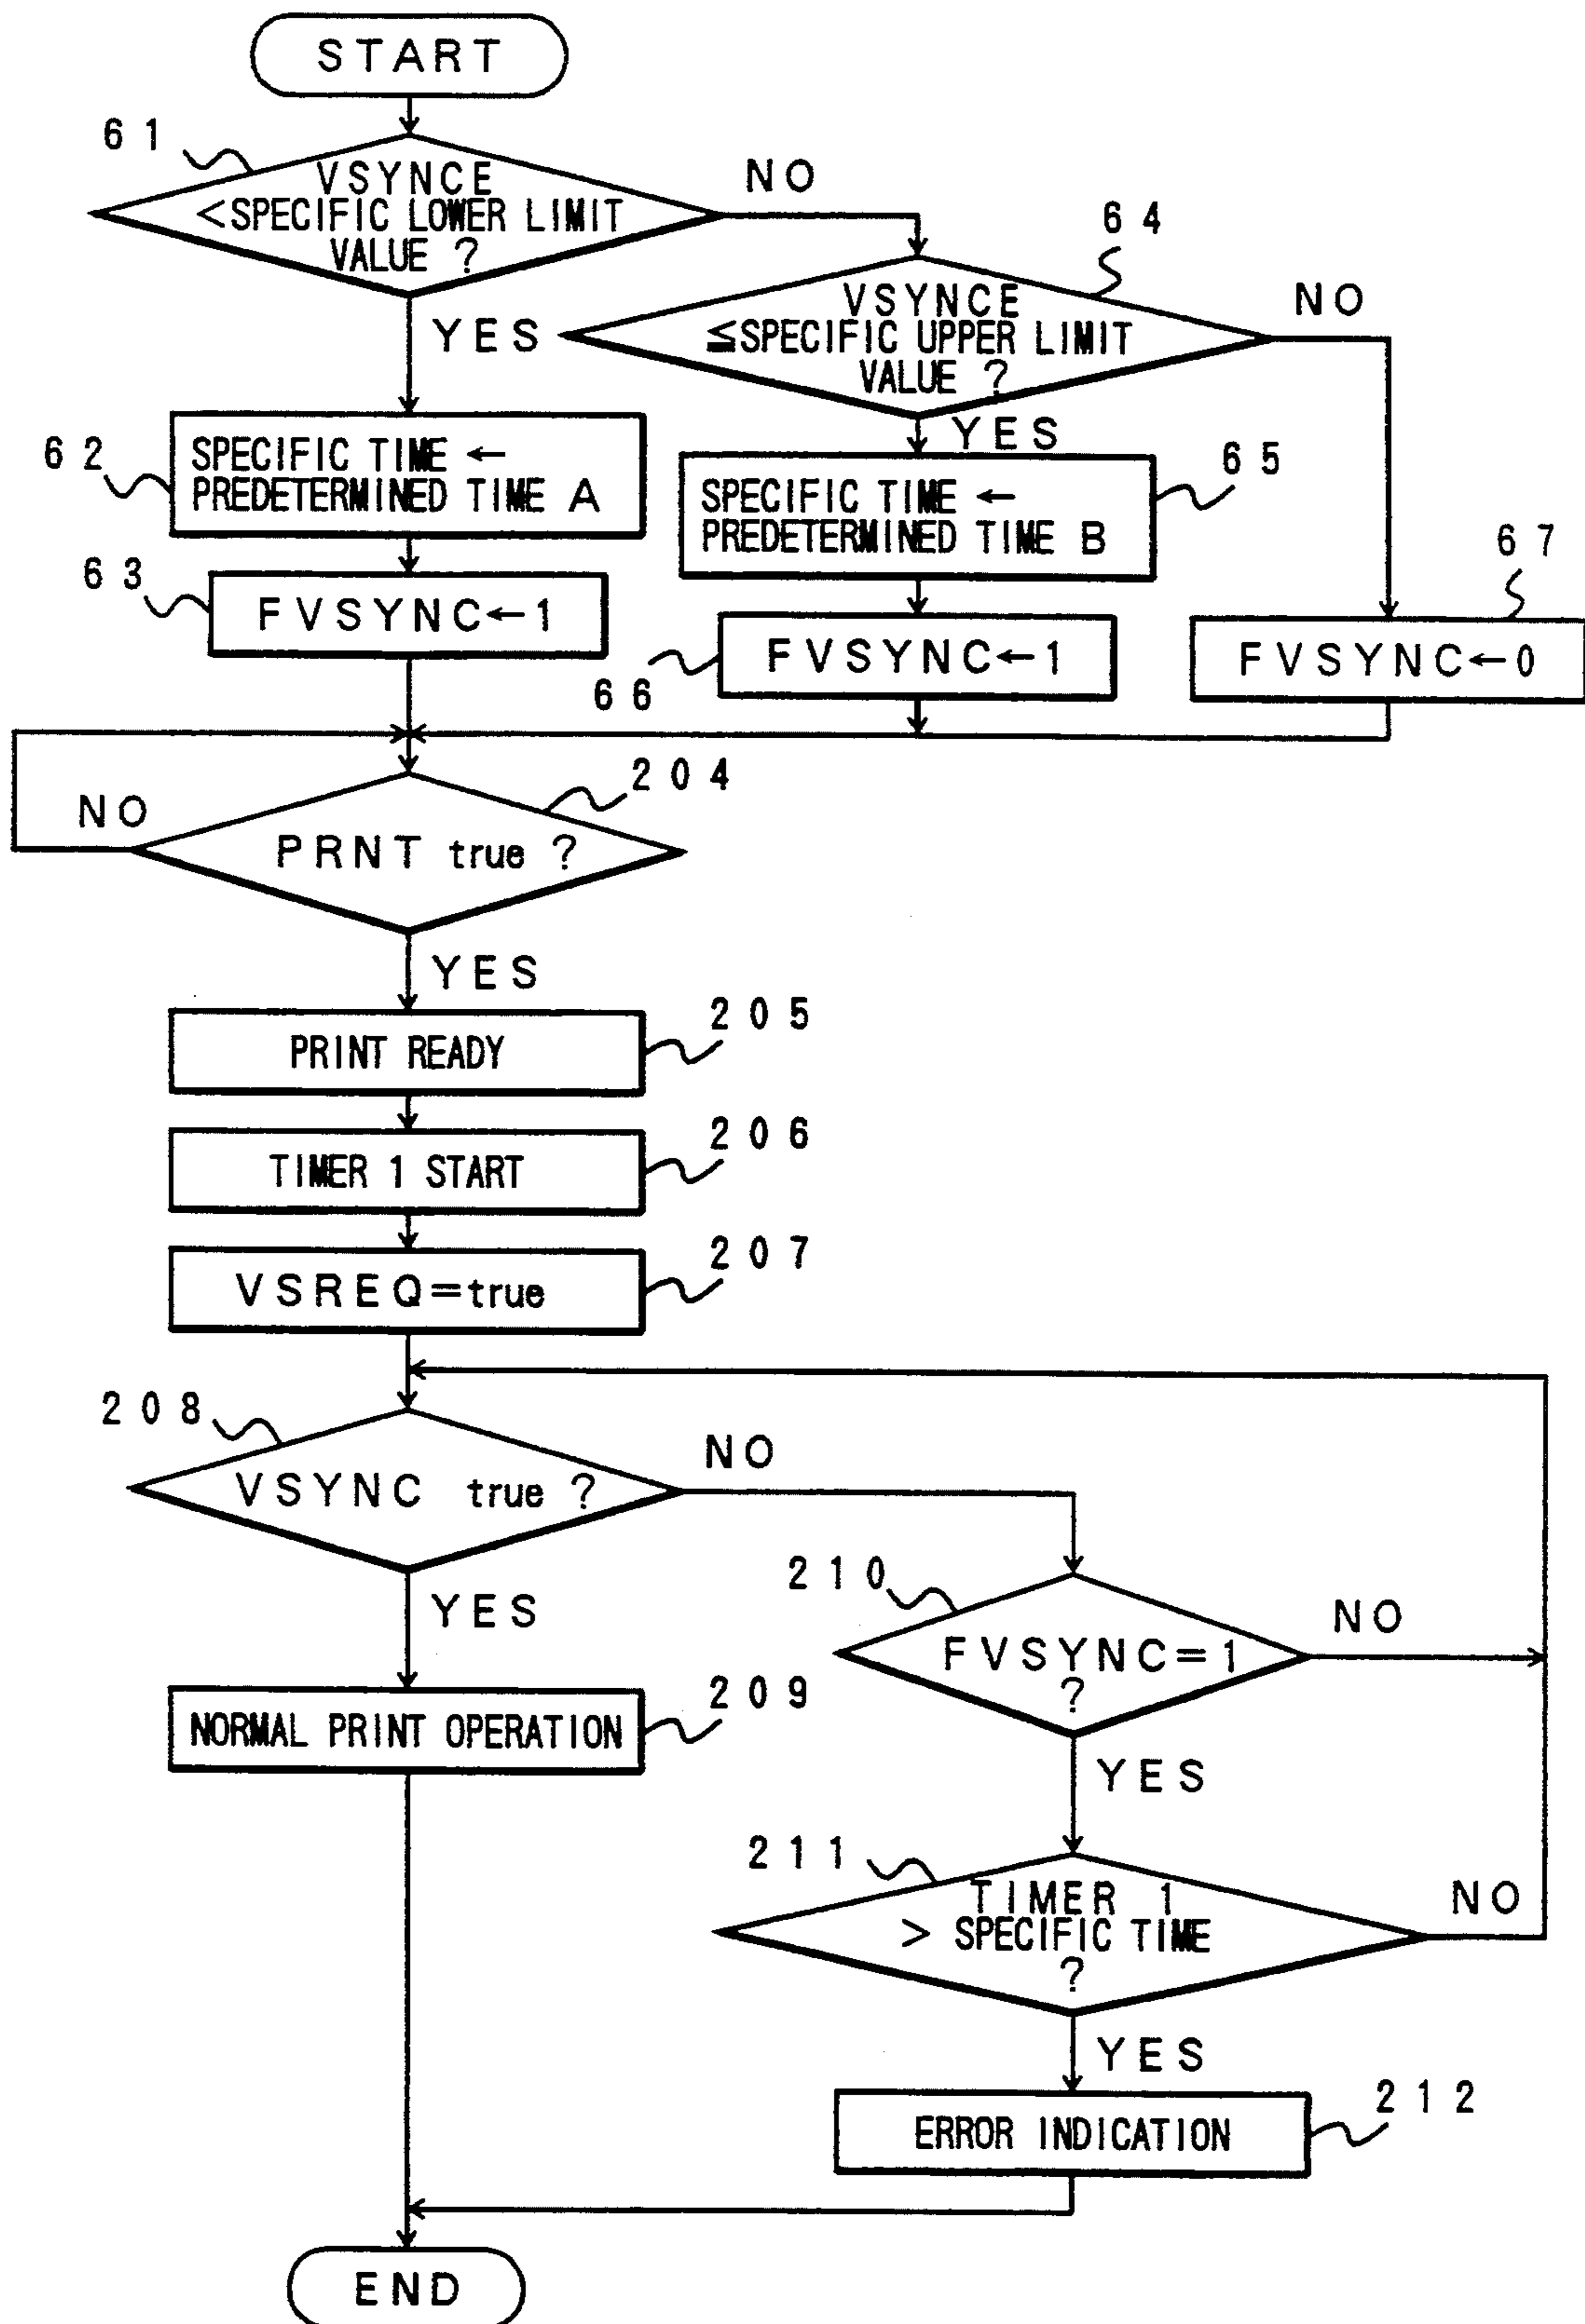 START
61
VSYNCE
<SPECIFIC LOWER LIMIT
VALUE ?
NO
YES
64
VSYNCE
≦SPECIFIC UPPER LIMIT
VALUE ?
NO
YES
62
SPECIFIC TIME ←
PREDETERMINED TIME A
65
SPECIFIC TIME ←
PREDETERMINED TIME B
63
FVSYNC←1
66
FVSYNC←1
67
FVSYNC←0
204
NO
PRNT true ?
YES
205
PRINT READY
206
TIMER 1 START
207
VSREQ=true
208
VSYNC true ?
NO
YES
210
FVSYNC=1
?
NO
YES
209
NORMAL PRINT OPERATION
211
TIMER 1
> SPECIFIC TIME
?
NO
YES
212
ERROR INDICATION
END